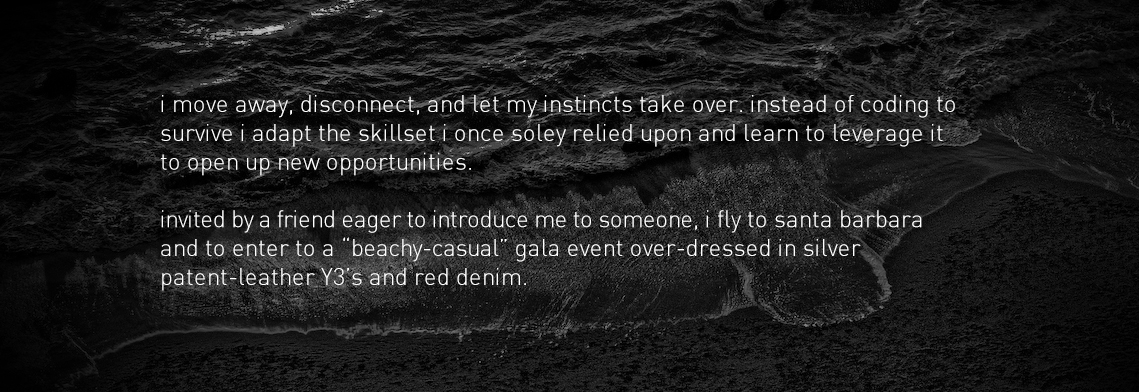 i move away, disconnect, and let my instincts take over. instead of coding to
survive i adapt the skillset i once soley relied upon and learn to leverage it
to open up new opportunities.
invited by a friend eager to introduce me to someone, i fly to santa barbara
and to enter to a “beachy-casual” gala event over-dressed in silver
patent-leather Y3's and red denim.